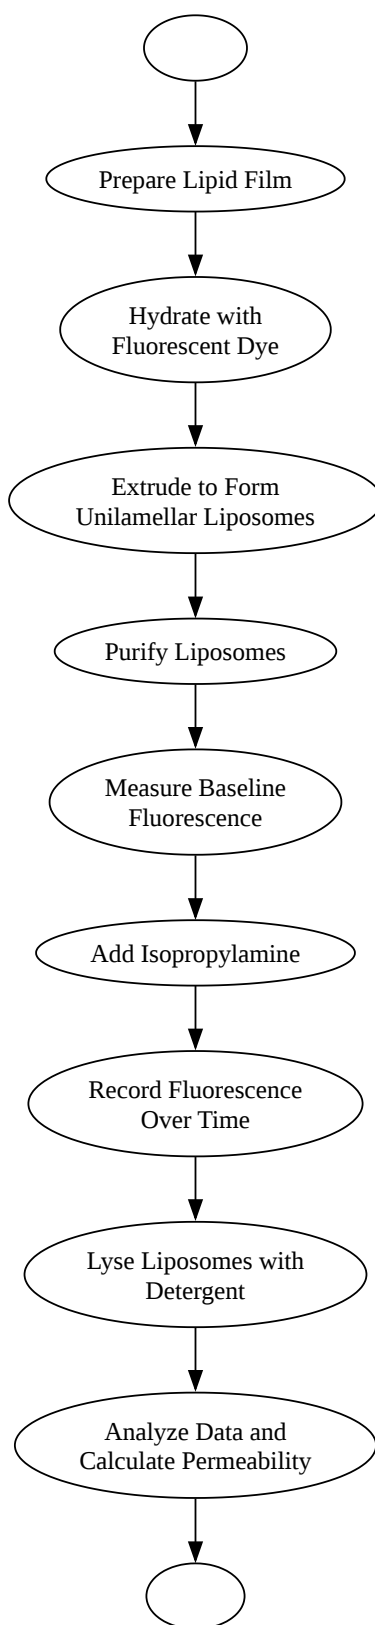 Prepare Lipid Film
Hydrate with
Fluorescent Dye
Extrude to Form
Unilamellar Liposomes
Purify Liposomes
Measure Baseline
Fluorescence
Add Isopropylamine
Record Fluorescence
Over Time
Lyse Liposomes with
Detergent
Analyze Data and
Calculate Permeability